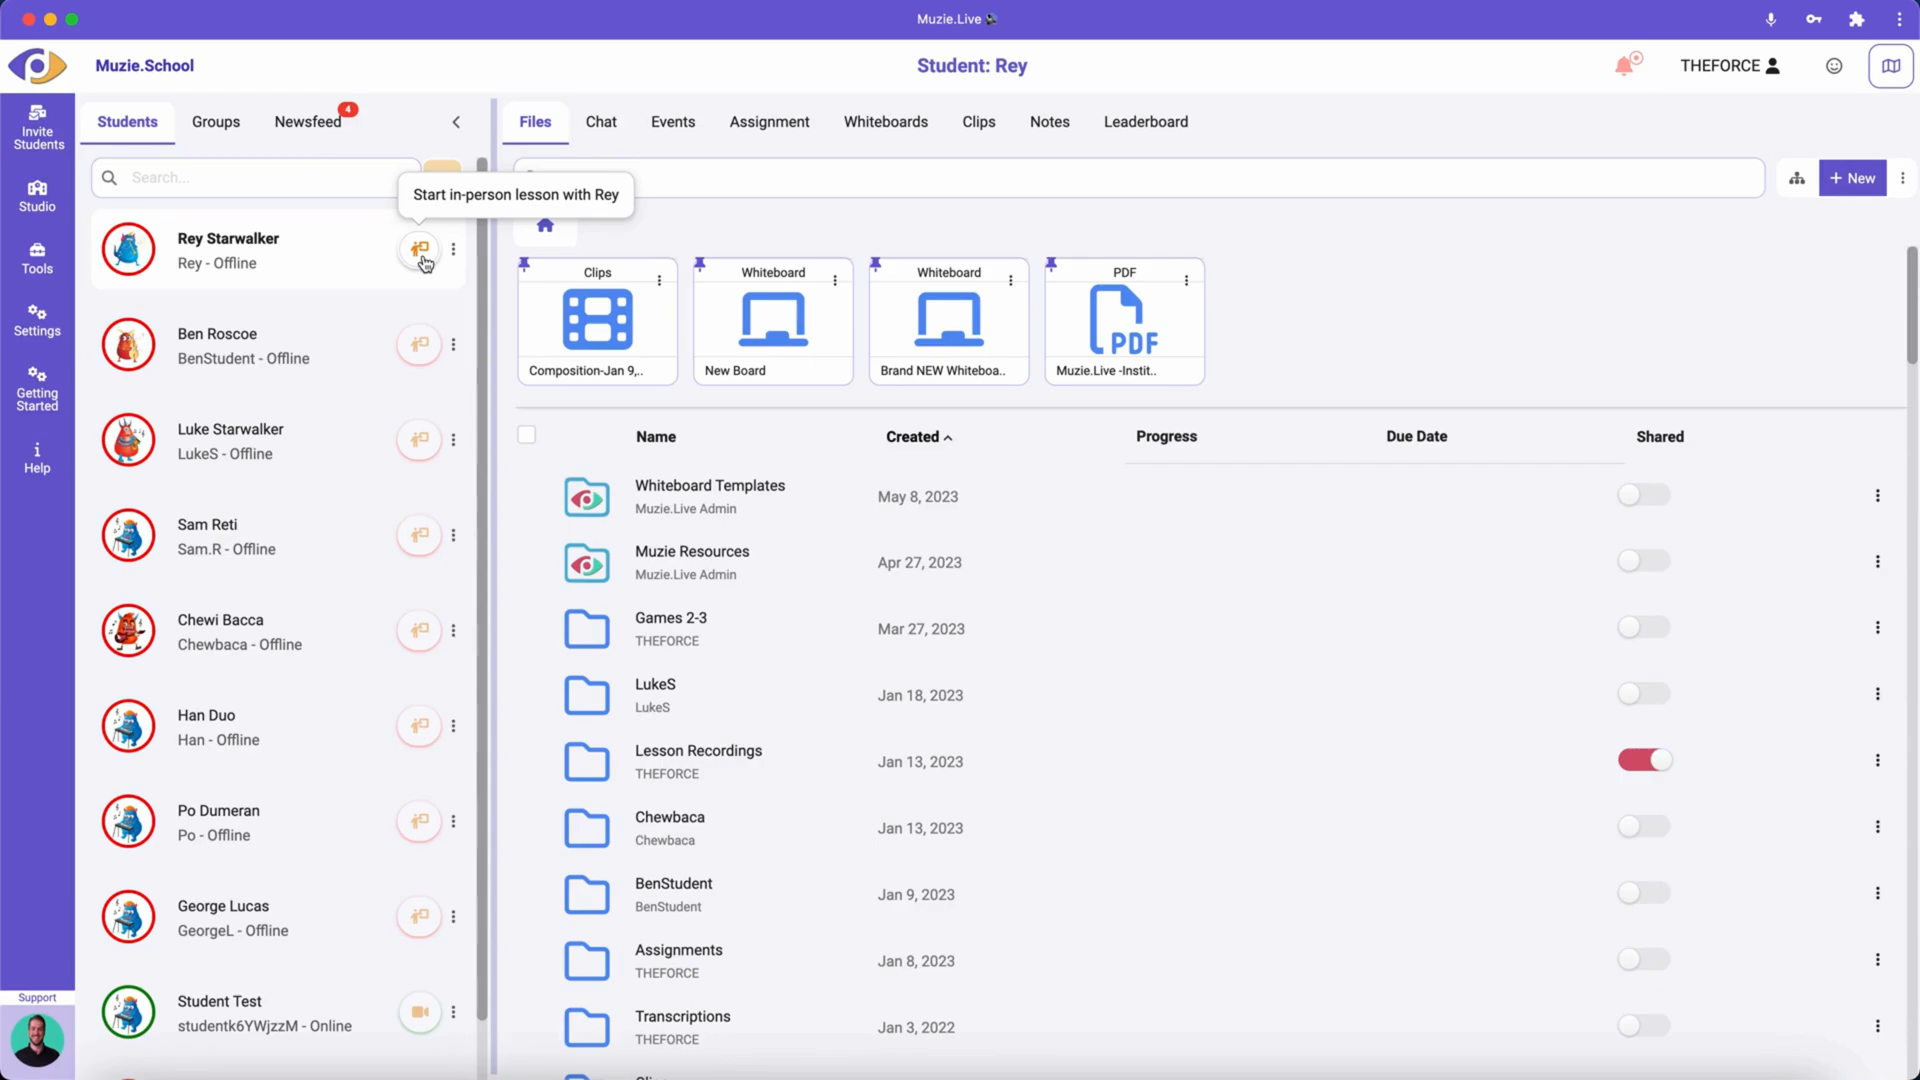 Muzie.Live
Muzie.School
Student: Rey
THEFORCE
Invite
Students
Studio
Tools
Settings
Getting
Started
Help
Support
Students
Groups
Newsfeed
4
Search...
Start in-person lesson with Rey
Rey Starwalker
Rey - Offline
Ben Roscoe
BenStudent - Offline
Luke Starwalker
LukeS - Offline
Sam Reti
Sam.R - Offline
Chewi Bacca
Chewbaca - Offline
Han Duo
Han - Offline
Po Dumeran
Po - Offline
George Lucas
GeorgeL - Offline
Student Test
studentk6YWjzzM - Online
Files
Chat
Events
Assignment
Whiteboards
Clips
Notes
Leaderboard
+ New
Clips
Composition-Jan 9,..
Whiteboard
New Board
Whiteboard
Brand NEW Whiteboa..
PDF
PDF
Muzie.Live -Instit..
Name
Created
Progress
Due Date
Shared
Whiteboard Templates
Muzie.Live Admin
May 8, 2023
Muzie Resources
Muzie.Live Admin
Apr 27, 2023
Games 2-3
THEFORCE
Mar 27, 2023
LukeS
LukeS
Jan 18, 2023
Lesson Recordings
THEFORCE
Jan 13, 2023
Chewbaca
Chewbaca
Jan 13, 2023
BenStudent
BenStudent
Jan 9, 2023
Assignments
THEFORCE
Jan 8, 2023
Transcriptions
THEFORCE
Jan 3, 2022